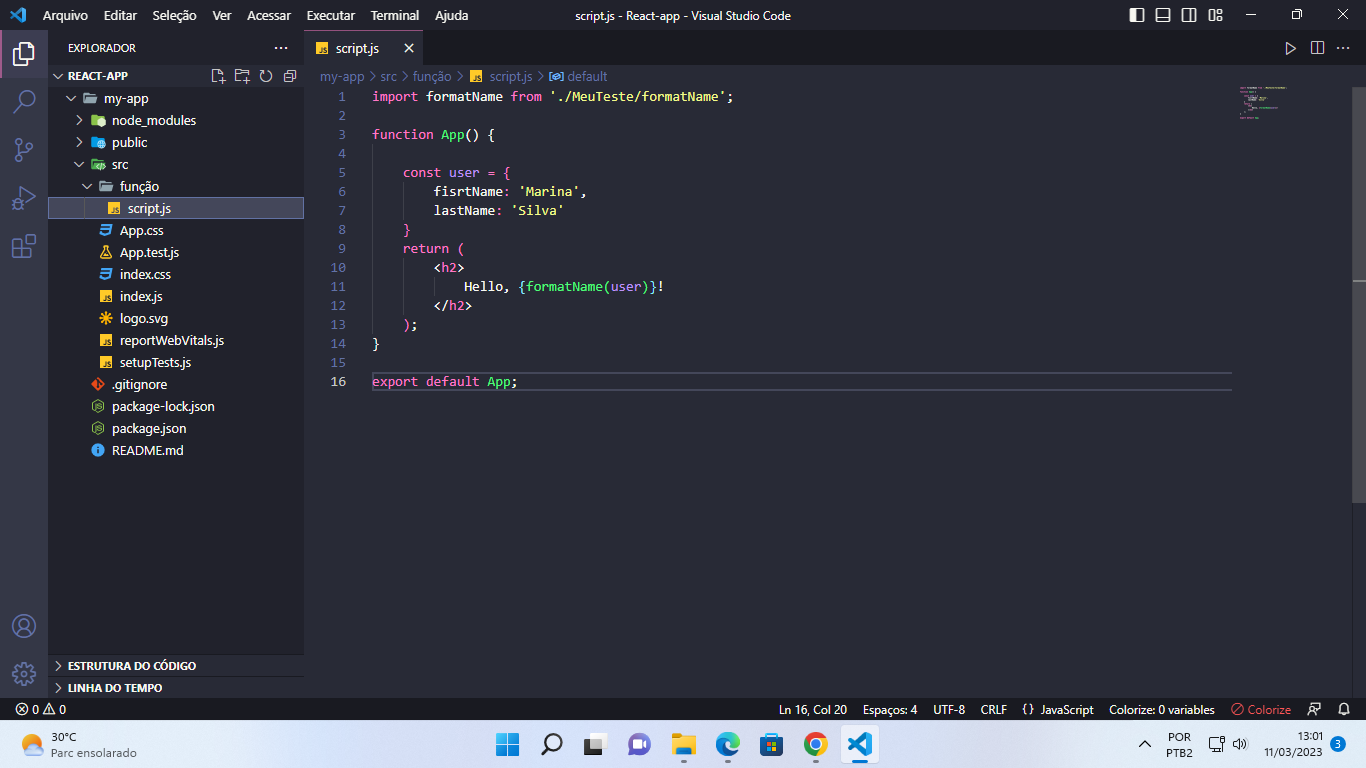 Arquivo Editar Seleção Ver Acessar Executar Terminal Ajuda script.js - React-app - Visual Studio Code
EXPLORADOR
REACT-APP
my-app
node_modules
public
src
função
script.js
App.css
App.test.js
index.css
index.js
logo.svg
reportWebVitals.js
setupTests.js
.gitignore
package-lock.json
package.json
README.md
ESTRUTURA DO CÓDIGO
LINHA DO TEMPO
script.js
my-app > src > função > script.js > default
1 import formatName from './MeuTeste/formatName';
2
3 function App() {
4
5 const user = {
6 fisrtName: 'Marina',
7 lastName: 'Silva'
8 }
9 return (
10 <h2>
11 Hello, {formatName(user)}!
12 </h2>
13 );
14 }
15
16 export default App;
0 0 Ln 16, Col 20 Espaços: 4 UTF-8 CRLF {} JavaScript Colorize: 0 variables Colorize
30°C
Parc ensolarado
POR
PTB2
13:01
11/03/2023
3